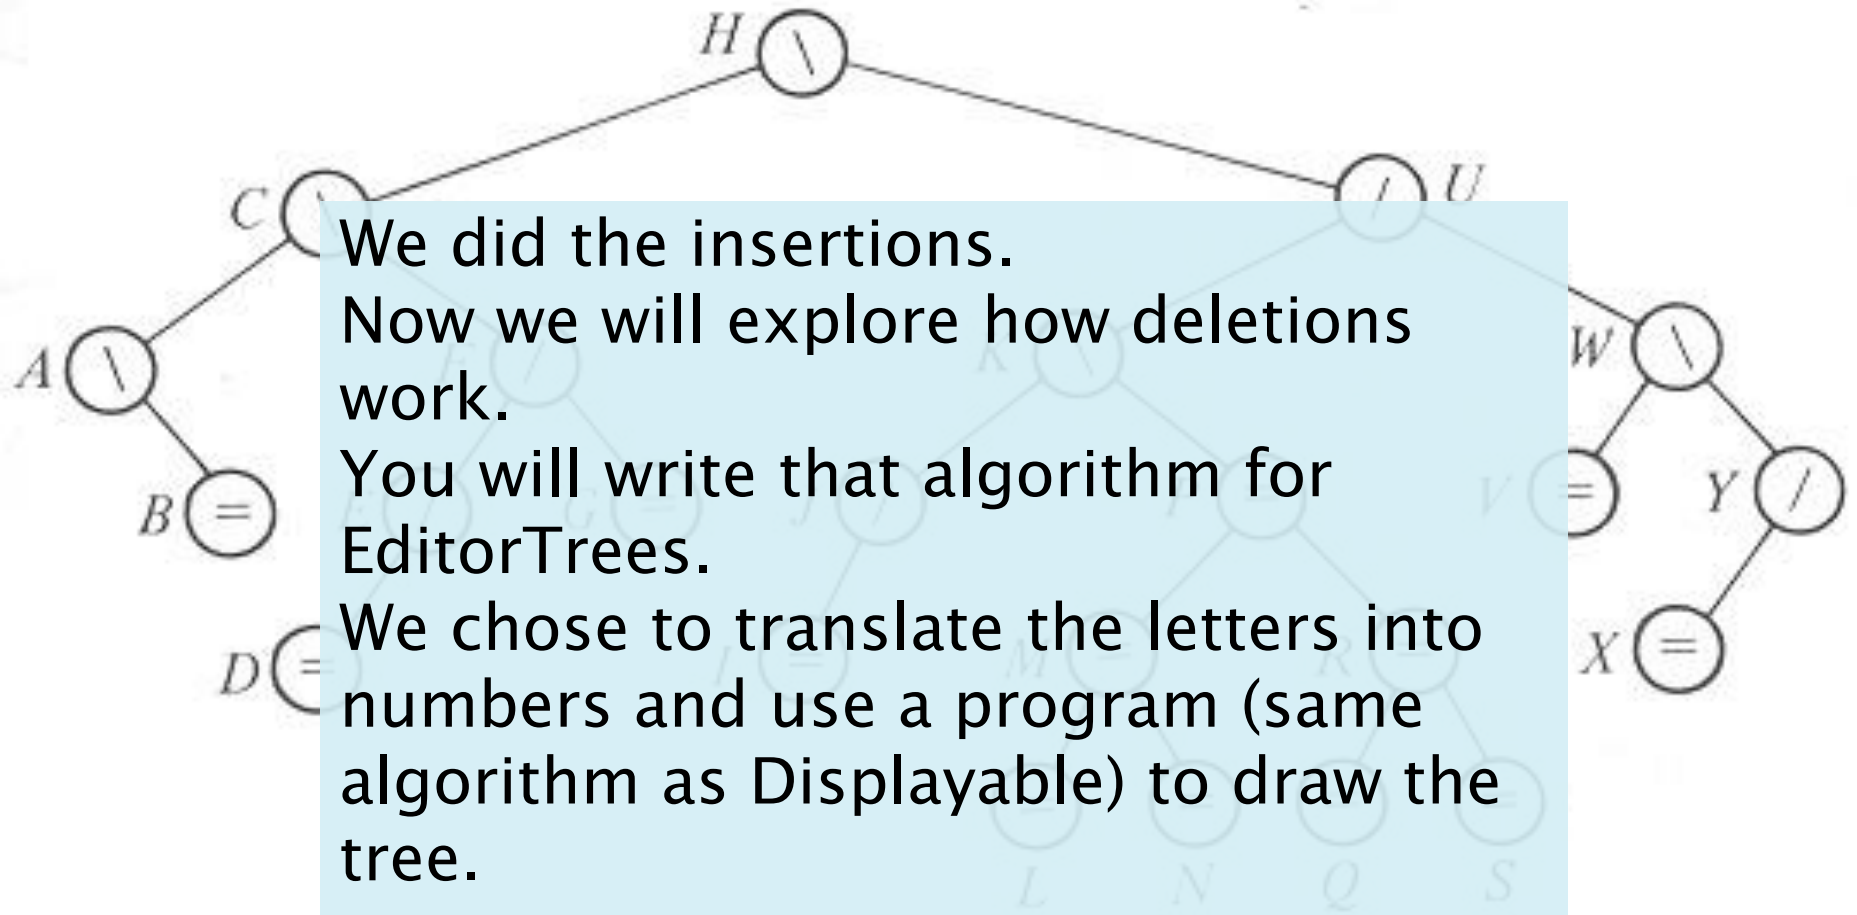 H \
C \ / U
We did the insertions.
Now we will explore how deletions
A \ F / K \ W \
work.
You will write that algorithm for
B = E / G = J / P = V = Y /
EditorTrees.
We chose to translate the letters into
D = I = M = R = X =
numbers and use a program (same
algorithm as Displayable) to draw the
tree.
L N Q S